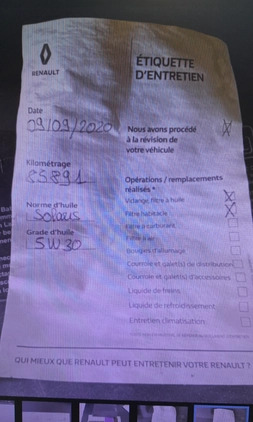 RENAULT
ÉTIQUETTE
D'ENTRETIEN
Date
09/09/2020
Nous avons procédé
à la révision de
votre véhicule
X
Kilométrage
85891
Opérations / remplacements
réalisés *
Norme d'huile
Solaus
Vidange, filtre à huile
X
Filtre habitacle
X
Filtre à carburant
Grade d'huile
Filtre à air
5W30
Bougies d'allumage
Courroie et galet(s) de distribution
Courroie et galet(s) d'accessoires
Liquide de freins
Liquide de refroidissement
Entretien climatisation
QUI MIEUX QUE RENAULT PEUT ENTRETENIR VOTRE RENAULT ?